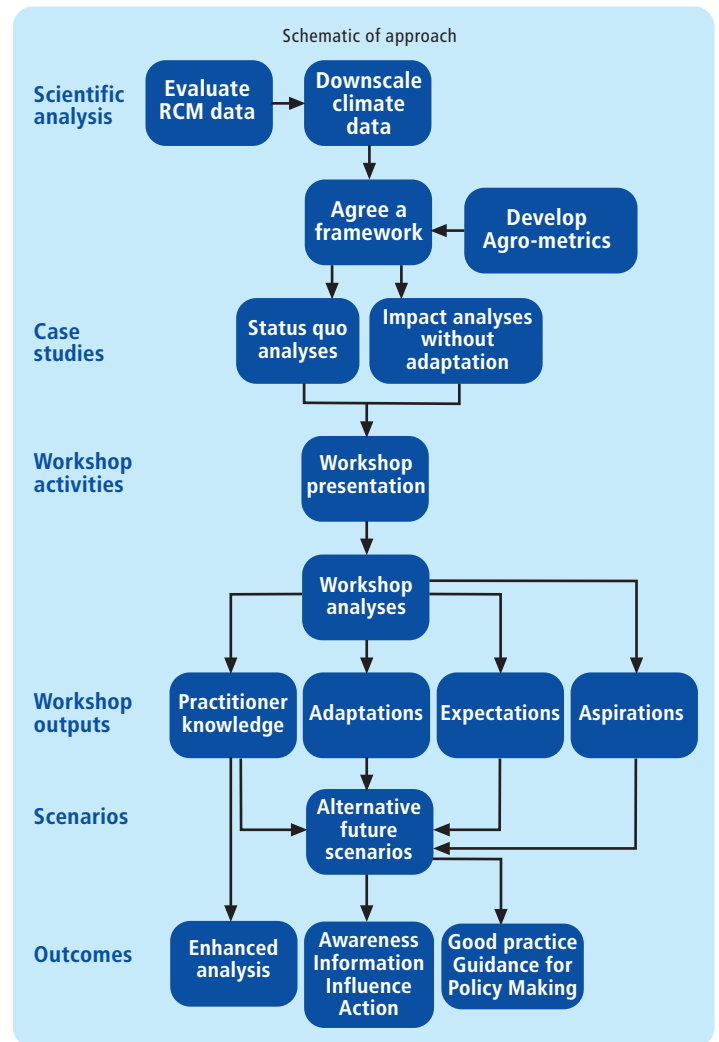 Schematic of approach
Scientific
analysis
Evaluate
RCM data
Downscale
climate
data
Agree a
framework
Develop
Agro-metrics
Case
studies
Status quo
analyses
Impact analyses
without
adaptation
Workshop
activities
Workshop
presentation
Workshop
analyses
Workshop
outputs
Practitioner
knowledge
Adaptations
Expectations
Aspirations
Scenarios
Alternative
future
scenarios
Outcomes
Enhanced
analysis
Awareness
Information
Influence
Action
Good practice
Guidance for
Policy Making